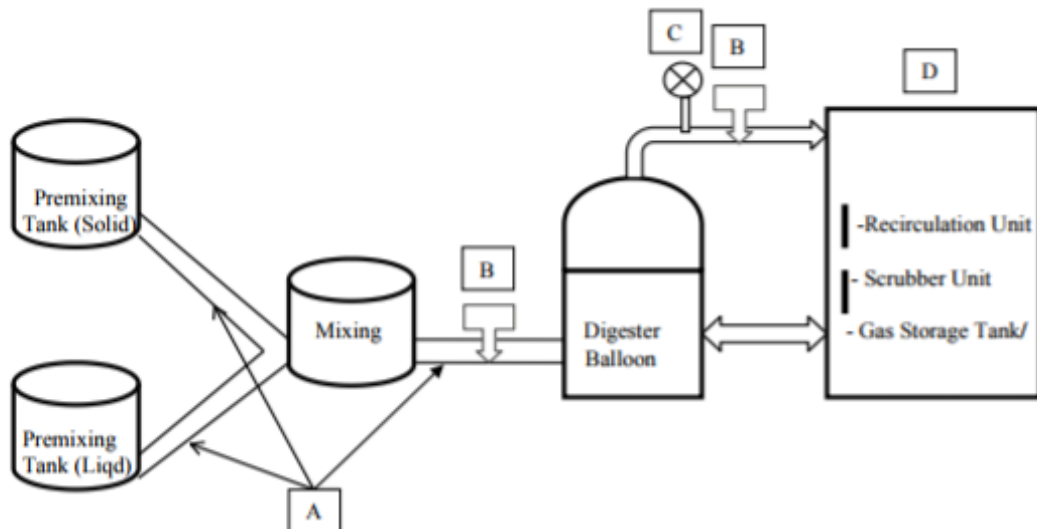 C
B
D
Premixing
Tank (Solid)
-Recirculation Unit
B
- Scrubber Unit
Mixing
- Gas Storage Tank/
Digester
Balloon
Premixing
Tank (Liqd)
A